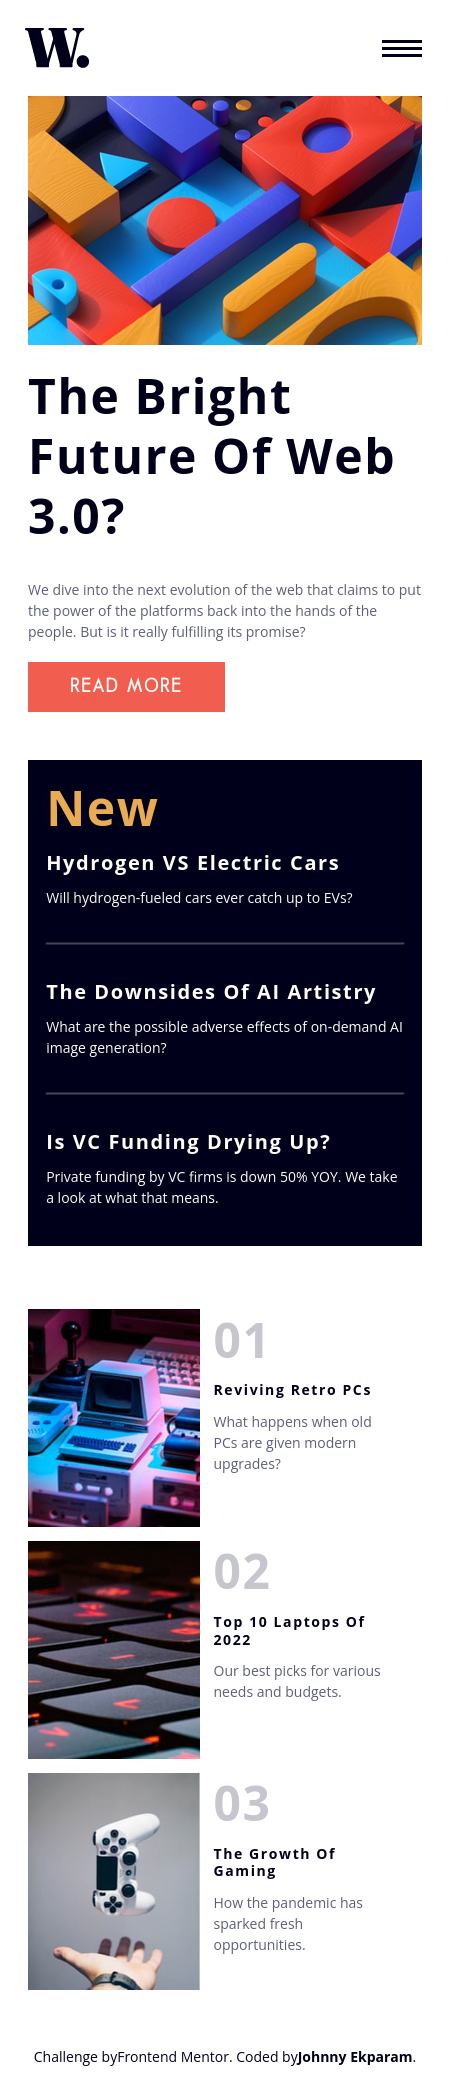 W.
The Bright
Future Of Web
3.0?
We dive into the next evolution of the web that claims to put
the power of the platforms back into the hands of the
people. But is it really fulfilling its promise?
READ MORE
New
Hydrogen VS Electric Cars
Will hydrogen-fueled cars ever catch up to EVs?
The Downsides Of AI Artistry
What are the possible adverse effects of on-demand AI
image generation?
Is VC Funding Drying Up?
Private funding by VC firms is down 50% YOY. We take
a look at what that means.
01
Reviving Retro PCs
What happens when old
PCs are given modern
upgrades?
02
Top 10 Laptops Of
2022
Our best picks for various
needs and budgets.
03
The Growth Of
Gaming
How the pandemic has
sparked fresh
opportunities.
Challenge byFrontend Mentor. Coded byJohnny Ekparam.